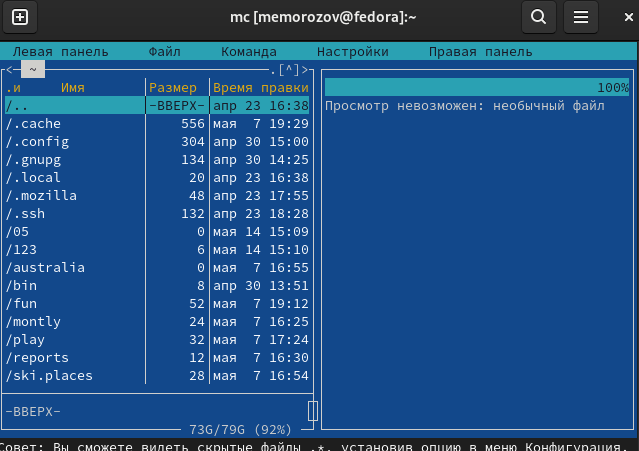 mc [memorozov@fedora]:~
Левая панель Файл Команда Настройки Правая панель
<- ~ .[^]>
.и Имя Размер Время правки
/.. -ВВЕРХ- апр 23 16:38
/.cache 556 мая 7 19:29
/.config 304 апр 30 15:00
/.gnupg 134 апр 30 14:25
/.local 20 апр 23 16:38
/.mozilla 48 апр 23 17:55
/.ssh 132 апр 23 18:28
/05 0 мая 14 15:09
/123 6 мая 14 15:10
/australia 0 мая 7 16:55
/bin 8 апр 30 13:51
/fun 52 мая 7 19:12
/montly 24 мая 7 16:25
/play 32 мая 7 17:24
/reports 12 мая 7 16:30
/ski.places 28 мая 7 16:54
-ВВЕРХ-
73G/79G (92%)
100%
Просмотр невозможен: необычный файл
Совет: Вы сможете видеть скрытые файлы .*, установив опцию в меню Конфигурация.